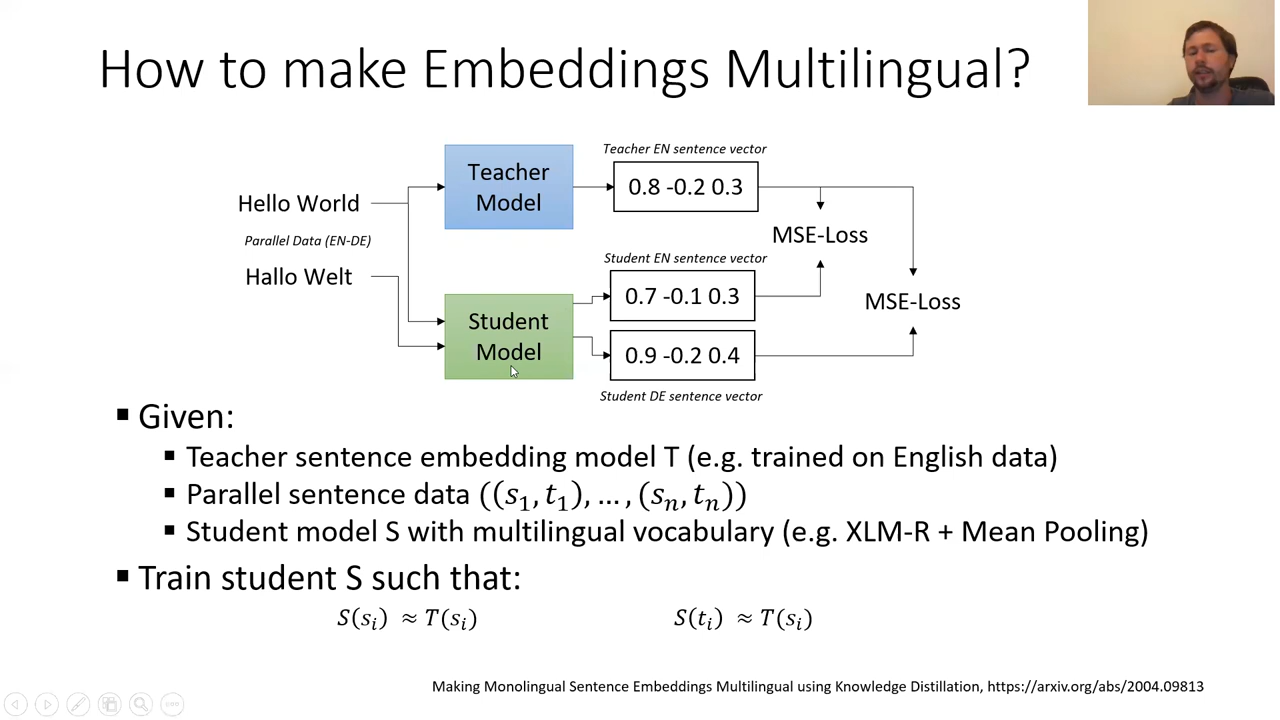 How to make Embeddings Multilingual?
Teacher EN sentence vector
Teacher
Model
0.8 -0.2 0.3
Hello World
MSE-Loss
Parallel Data (EN-DE)
Student EN sentence vector
Hallo Welt
0.7 -0.1 0.3
MSE-Loss
Student
Model
0.9 -0.2 0.4
Student DE sentence vector
▪ Given:
▪ Teacher sentence embedding model T (e.g. trained on English data)
▪ Parallel sentence data ((s₁, t₁), … , (sₙ, tₙ))
▪ Student model S with multilingual vocabulary (e.g. XLM-R + Mean Pooling)
▪ Train student S such that:
S(sᵢ) ≈ T(sᵢ) S(tᵢ) ≈ T(sᵢ)
Making Monolingual Sentence Embeddings Multilingual using Knowledge Distillation, https://arxiv.org/abs/2004.09813